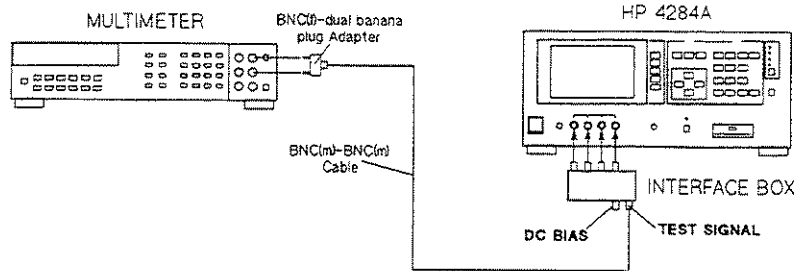 MULTIMETER
BNC(f)-dual banana
plug Adapter
HP 4284A
BNC(m)-BNC(m)
Cable
INTERFACE BOX
DC BIAS
TEST SIGNAL